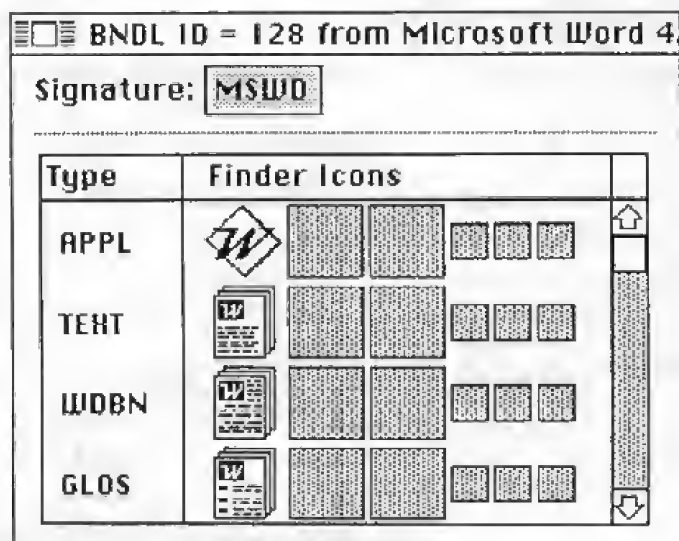 BNDL ID = 128 from Microsoft Word 4.
Signature: MSWD
Type Finder Icons
APPL
TEXT
WDBN
GLOS